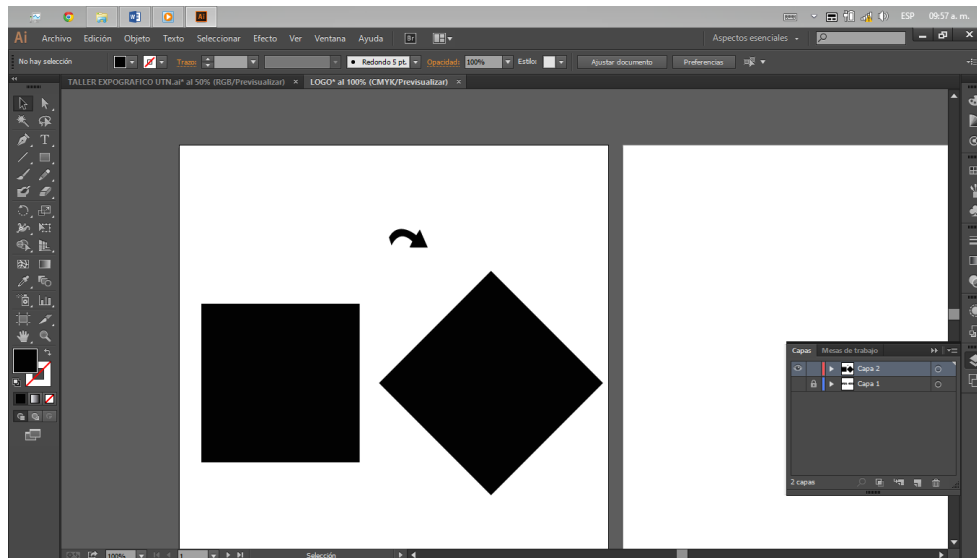 ESP 09:57 a. m.
Ai Archivo Edición Objeto Texto Seleccionar Efecto Ver Ventana Ayuda Br Aspectos esenciales
No hay selección Trazo: Redondo 5 pt. Opacidad: 100% Estilo: Ajustar documento Preferencias
TALLER EXPOGRAFICO UTN.ai* al 50% (RGB/Previsualizar) × LOGO* al 100% (CMYK/Previsualizar) ×
Capas Mesas de trabajo
Capa 2
Capa 1
2 capas
100% 1 Selección